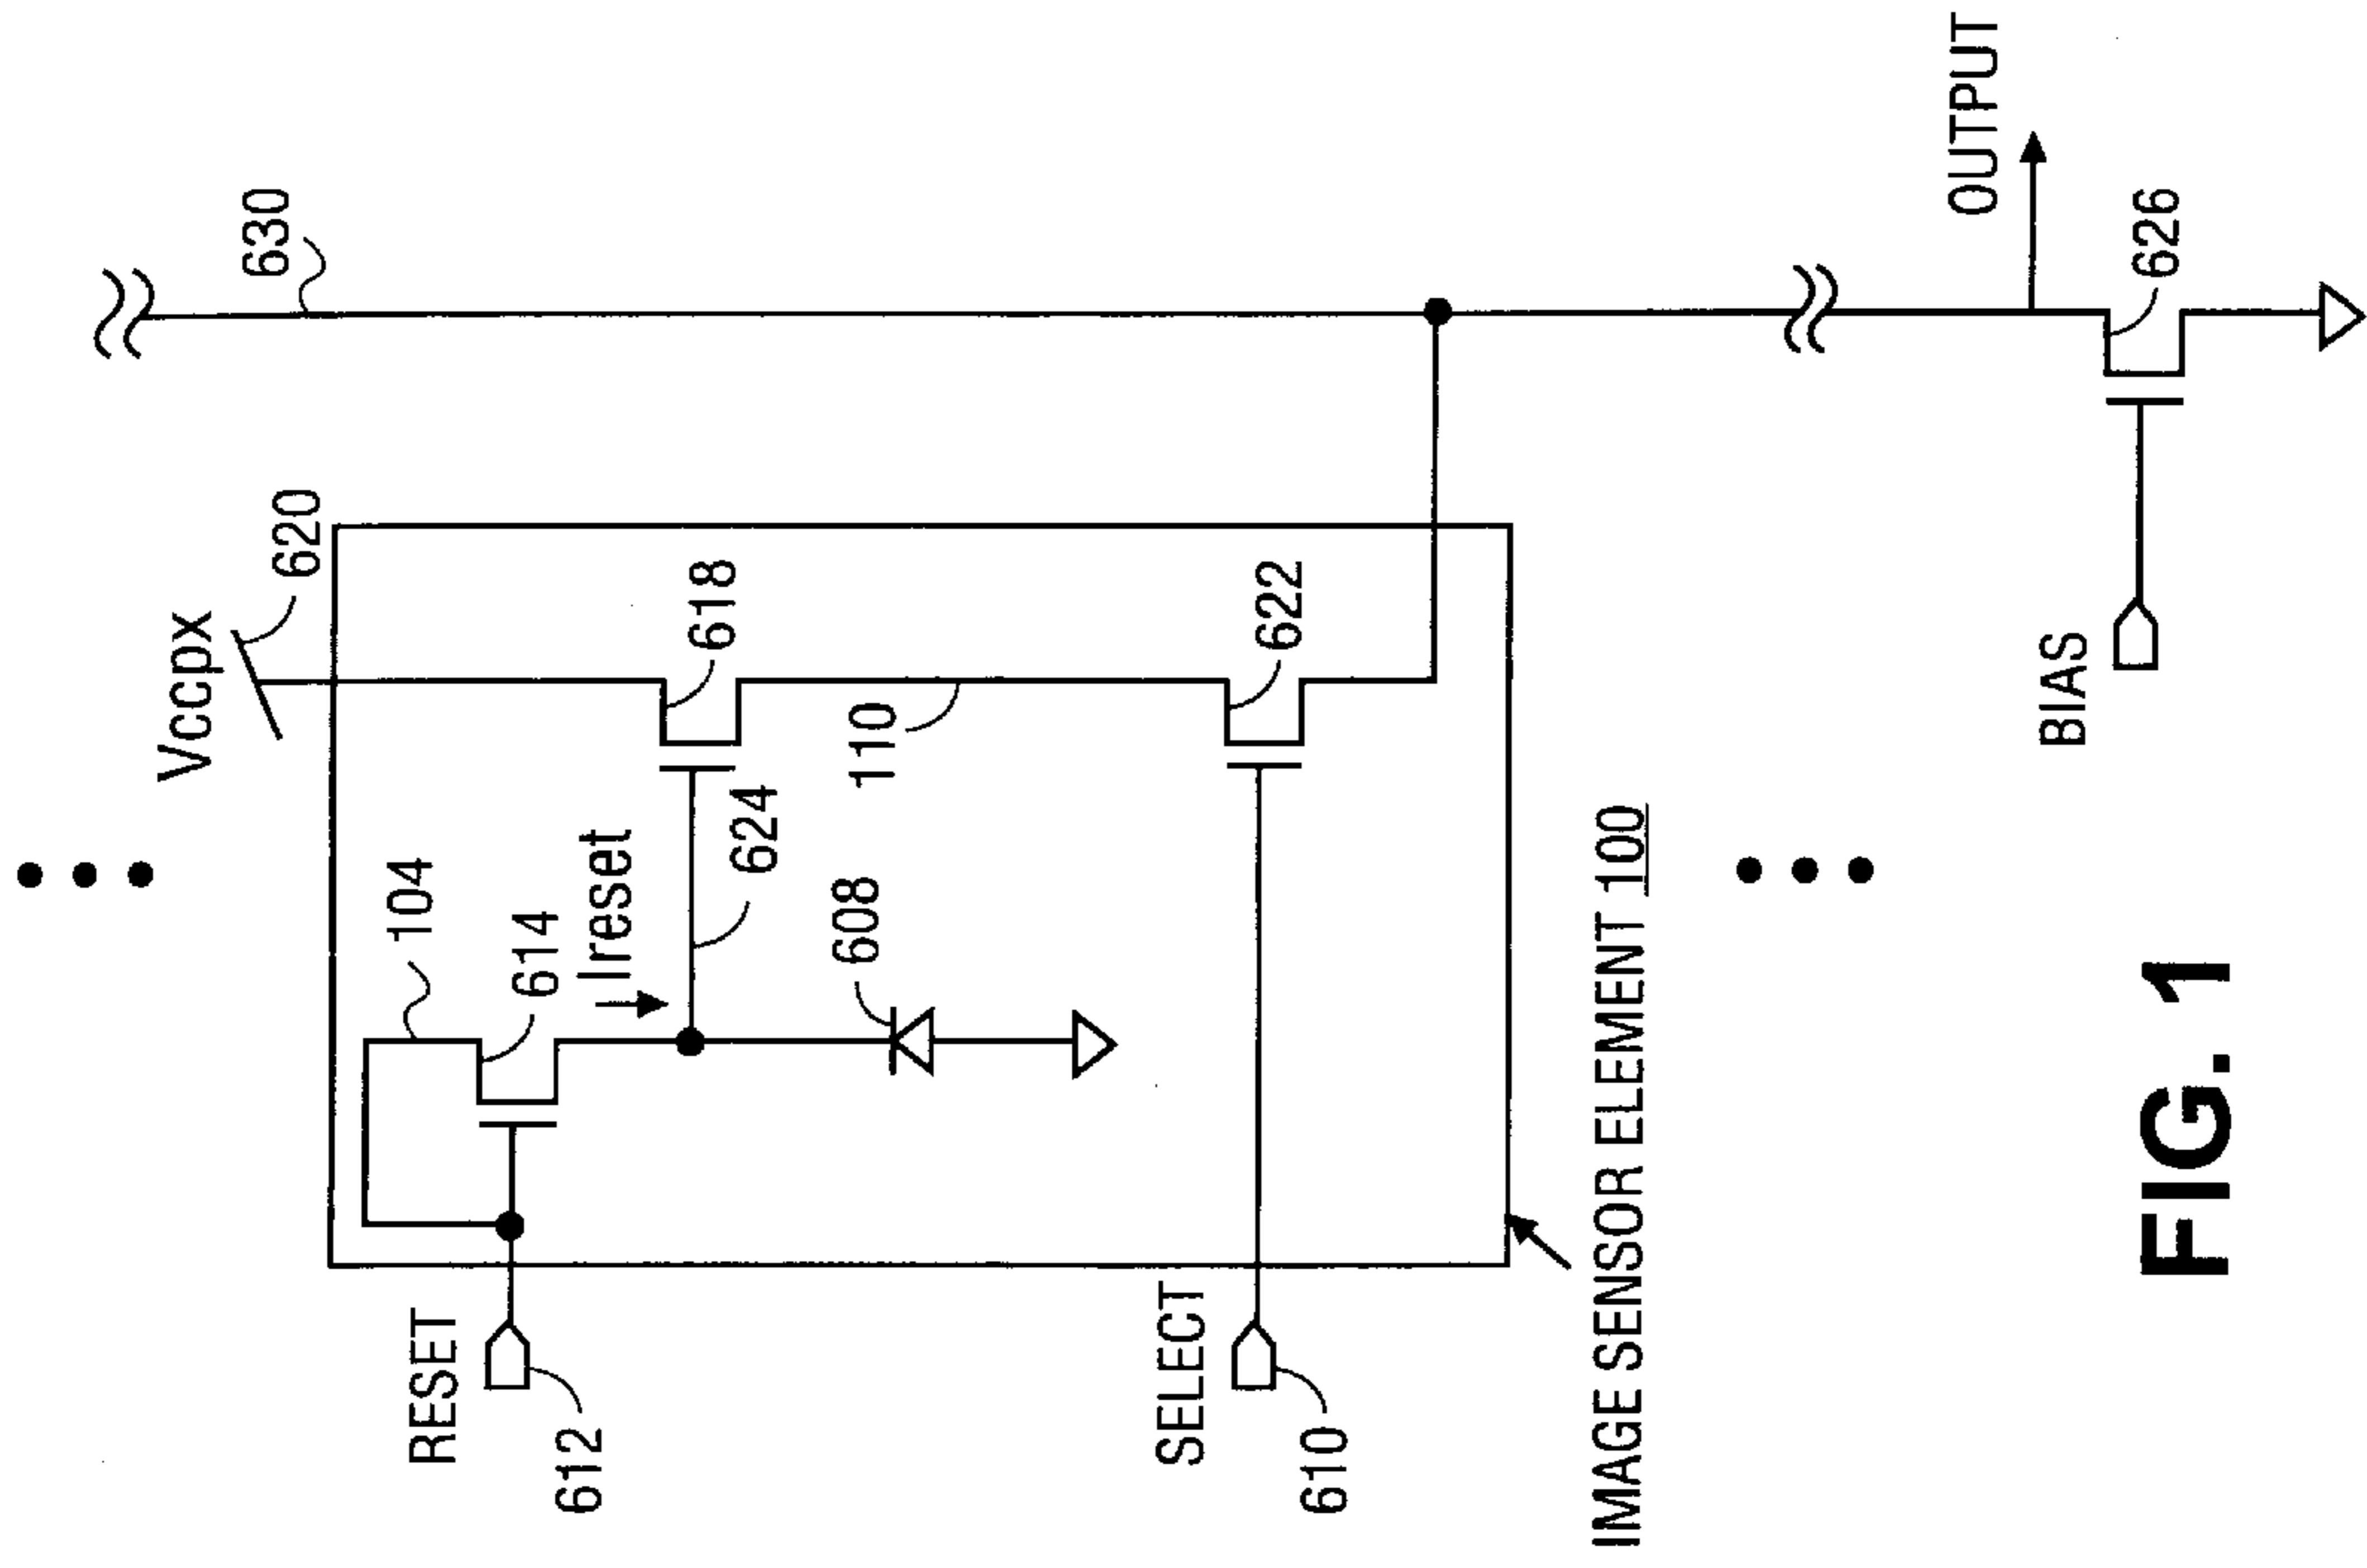 630
OUTPUT
626
Vccpx
620
618
622
110
BIAS
104
614
Ireset
624
608
RESET
612
SELECT
610
IMAGE SENSOR ELEMENT 100
FIG. 1